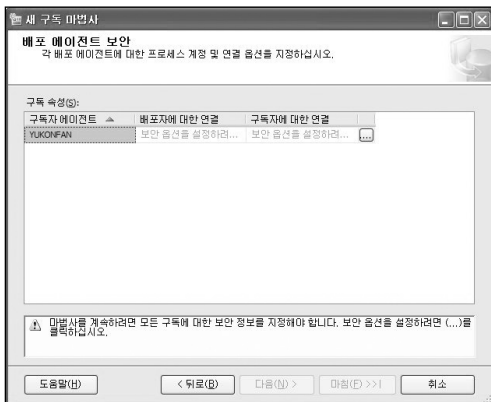 새 구독 마법사
배포 에이전트 보안
각 배포 에이전트에 대한 프로세스 계정 및 연결 옵션을 지정하십시오.
구독 속성(S):
구독자 에이전트 배포자에 대한 연결 구독자에 대한 연결
YUKONFAN 보안 옵션을 설정하려... 보안 옵션을 설정하려... ...
마법사를 계속하려면 모든 구독에 대한 보안 정보를 지정해야 합니다. 보안 옵션을 설정하려면 (...)를
클릭하십시오.
도움말(H) < 뒤로(B) 다음(N) > 마침(F) >>| 취소